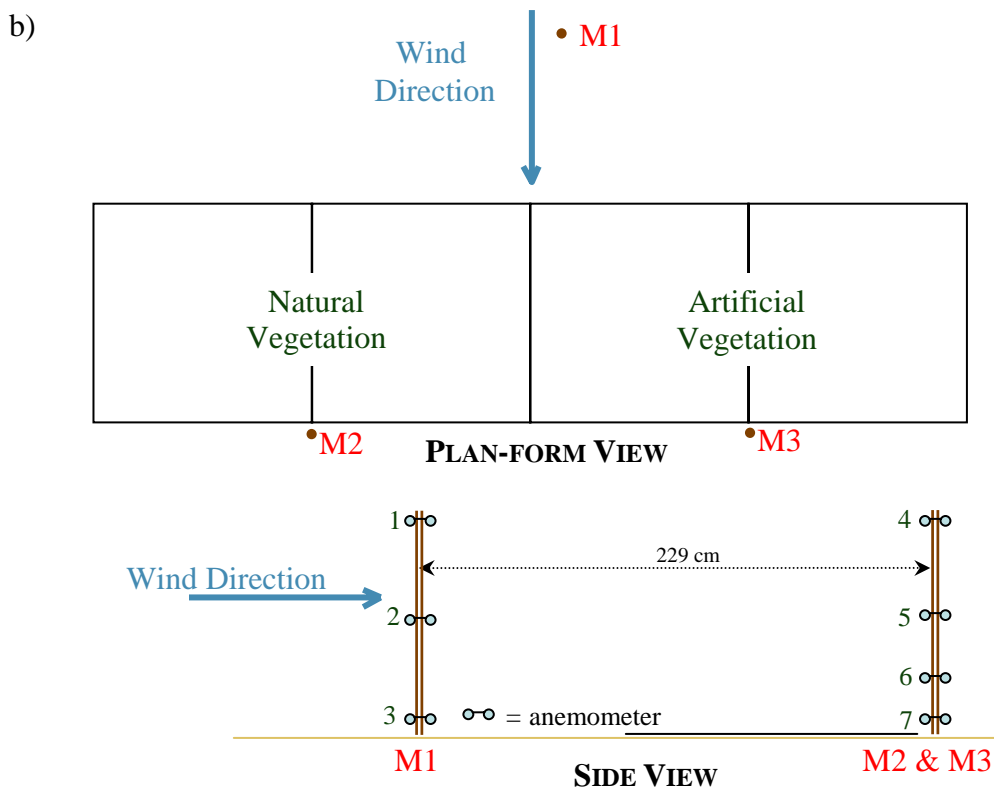 b)
M1
Wind
Direction
Natural
Vegetation
Artificial
Vegetation
M2
M3
PLAN-FORM VIEW
1
4
229 cm
Wind Direction
2
5
6
3
= anemometer
7
M1
M2 & M3
SIDE VIEW